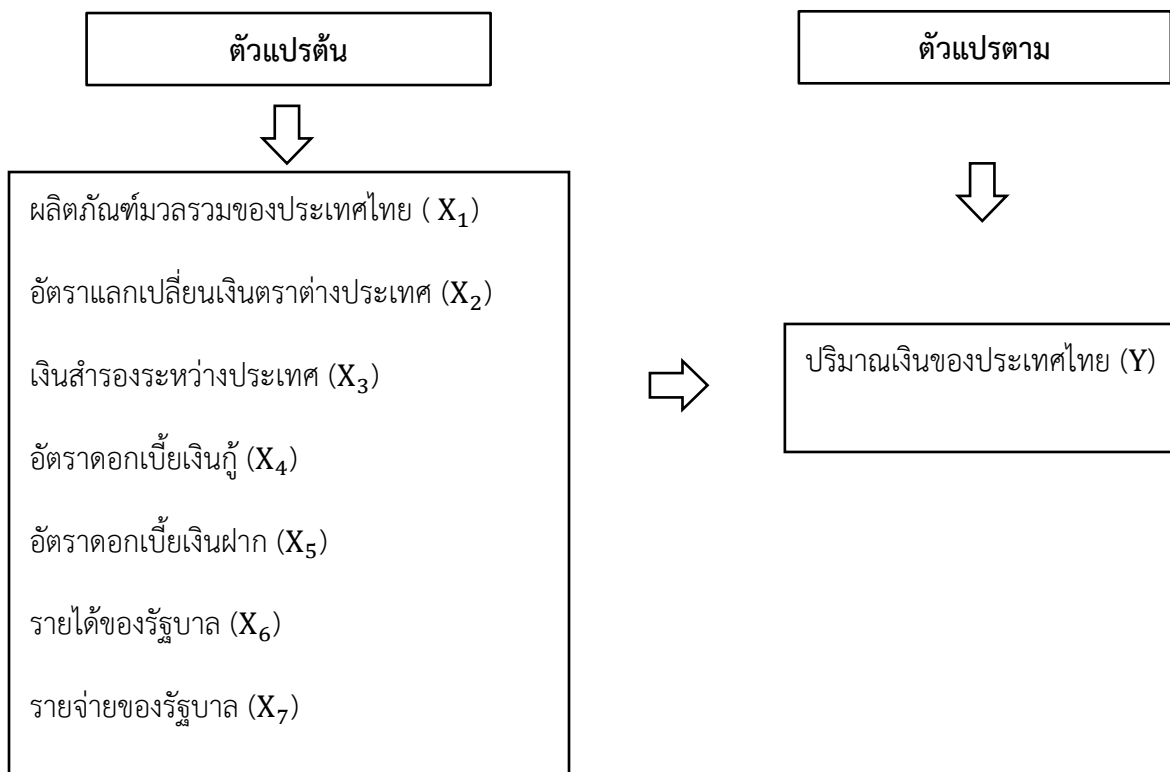 ตัวแปรต้น
ตัวแปรตาม
ผลิตภัณฑ์มวลรวมของประเทศไทย ( X₁)
อัตราแลกเปลี่ยนเงินตราต่างประเทศ (X₂)
เงินสำรองระหว่างประเทศ (X₃)
อัตราดอกเบี้ยเงินกู้ (X₄)
อัตราดอกเบี้ยเงินฝาก (X₅)
รายได้ของรัฐบาล (X₆)
รายจ่ายของรัฐบาล (X₇)
ปริมาณเงินของประเทศไทย (Y)